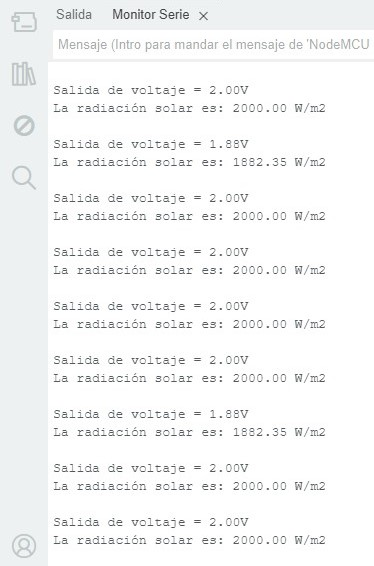 Salida Monitor Serie
Mensaje (Intro para mandar el mensaje de 'NodeMCU
Salida de voltaje = 2.00V
La radiación solar es: 2000.00 W/m2
Salida de voltaje = 1.88V
La radiación solar es: 1882.35 W/m2
Salida de voltaje = 2.00V
La radiación solar es: 2000.00 W/m2
Salida de voltaje = 2.00V
La radiación solar es: 2000.00 W/m2
Salida de voltaje = 2.00V
La radiación solar es: 2000.00 W/m2
Salida de voltaje = 2.00V
La radiación solar es: 2000.00 W/m2
Salida de voltaje = 1.88V
La radiación solar es: 1882.35 W/m2
Salida de voltaje = 2.00V
La radiación solar es: 2000.00 W/m2
Salida de voltaje = 2.00V
La radiación solar es: 2000.00 W/m2